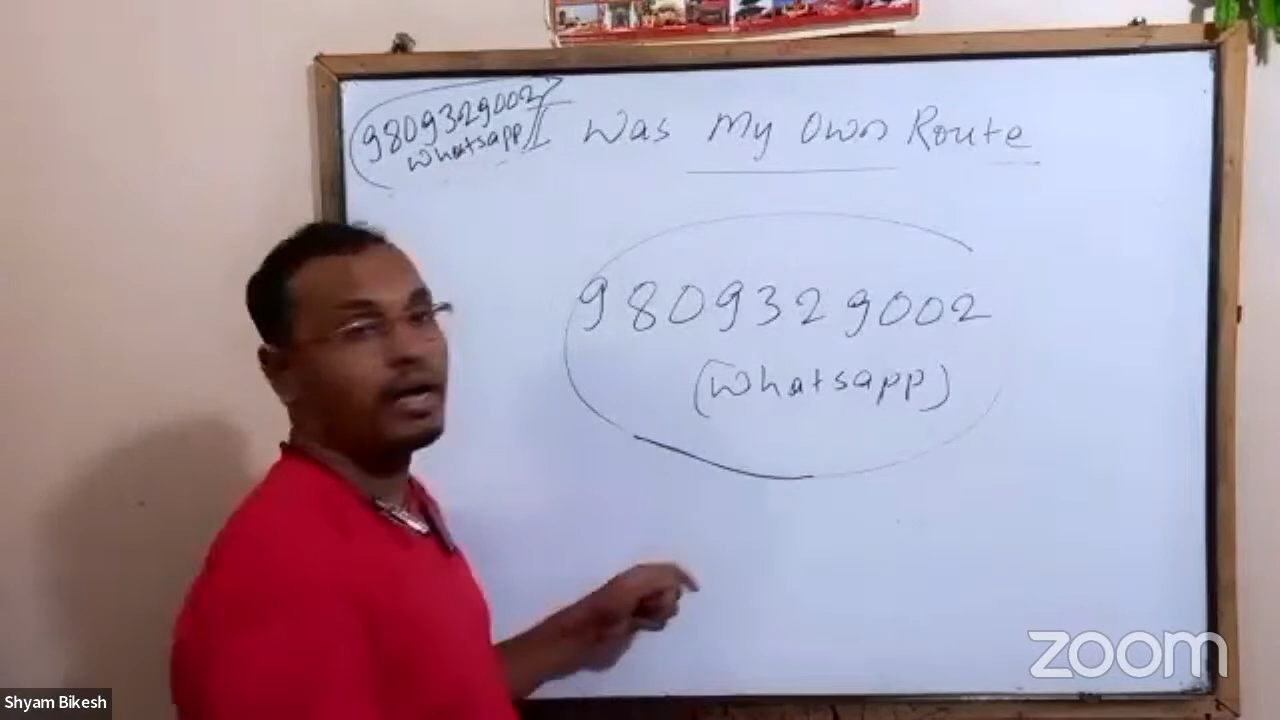 9809329002
Whatsapp
I Was My Own Route
9809329002
(Whatsapp)
zoom
Shyam Bikesh